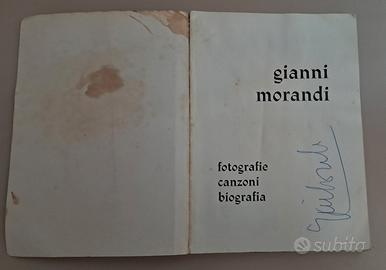 gianni
morandi
fotografie
canzoni
biografia
subito